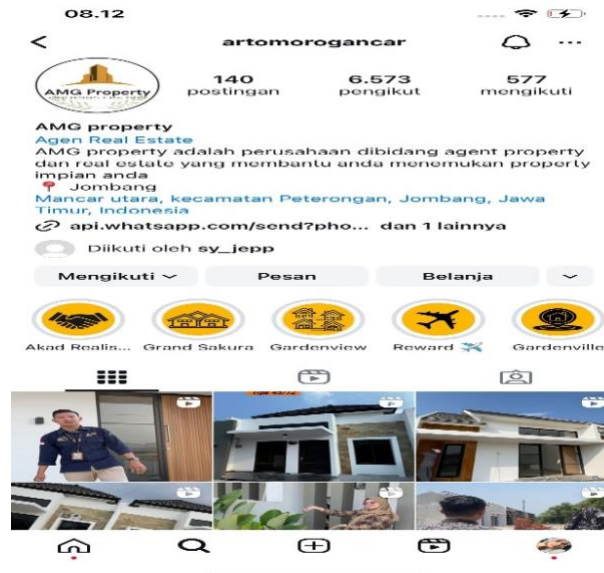 08.12
artomorogancar
AMG Property
140
postingan
6.573
pengikut
577
mengikuti
AMG property
Agen Real Estate
AMG property adalah perusahaan dibidang agent property
dan real estate yang membantu anda menemukan property
impian anda
Jombang
Mancar utara, kecamatan Peterongan, Jombang, Jawa
Timur, Indonesia
api.whatsapp.com/send?pho... dan 1 lainnya
Diikuti oleh sy_jepp
Mengikuti
Pesan
Belanja
Akad Realis...
Grand Sakura
Gardenview
Reward
Gardenville